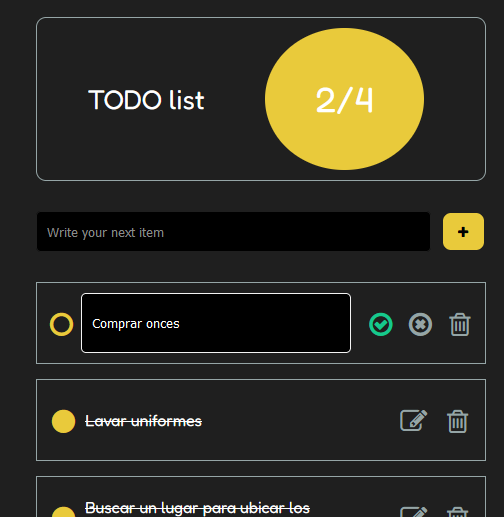 TODO list
2/4
Write your next item
+
Comprar onces
Lavar uniformes
Buscar un lugar para ubicar los